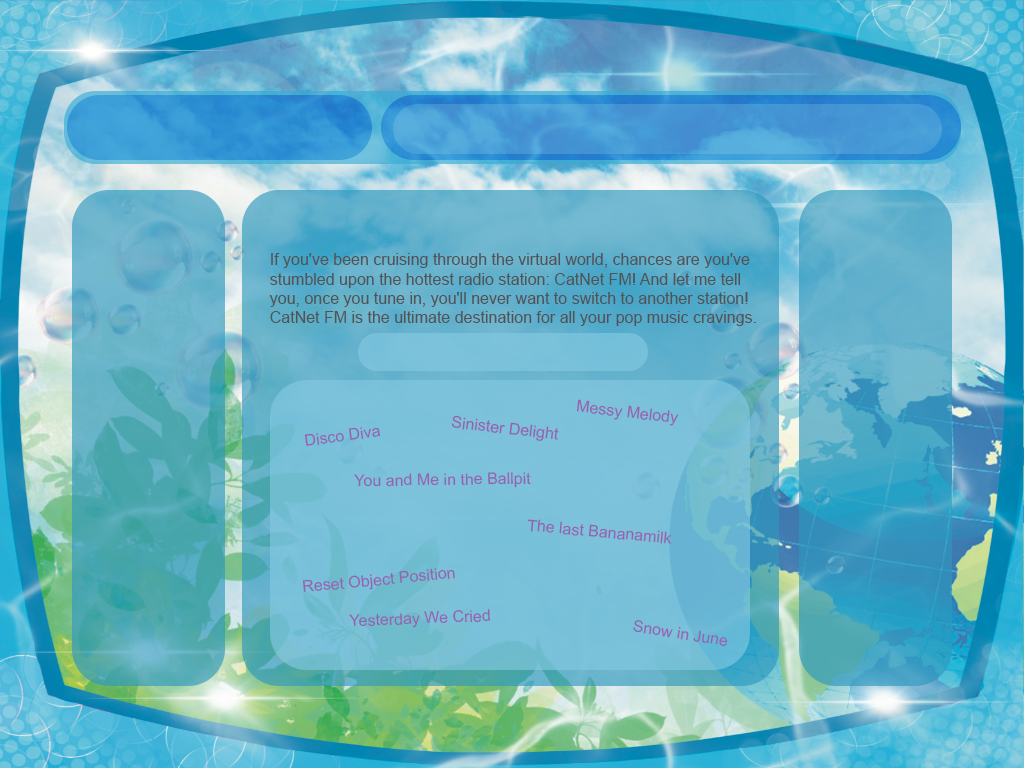 If you've been cruising through the virtual world, chances are you've
stumbled upon the hottest radio station: CatNet FM! And let me tell
you, once you tune in, you'll never want to switch to another station!
CatNet FM is the ultimate destination for all your pop music cravings.
Messy Melody
Disco Diva
Sinister Delight
You and Me in the Ballpit
The last Bananamilk
Reset Object Position
Yesterday We Cried
Snow in June